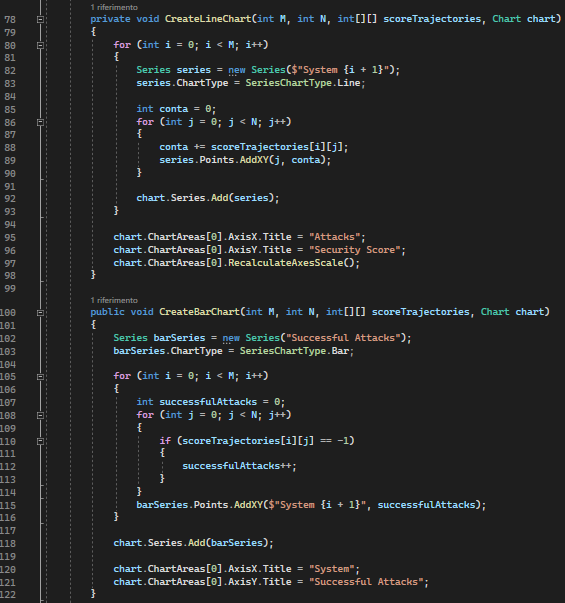 1 riferimento
78 private void CreateLineChart(int M, int N, int[][] scoreTrajectories, Chart chart)
79 {
80 for (int i = 0; i < M; i++)
81 {
82 Series series = new Series($"System {i + 1}");
83 series.ChartType = SeriesChartType.Line;
84
85 int conta = 0;
86 for (int j = 0; j < N; j++)
87 {
88 conta += scoreTrajectories[i][j];
89 series.Points.AddXY(j, conta);
90 }
91
92 chart.Series.Add(series);
93 }
94
95 chart.ChartAreas[0].AxisX.Title = "Attacks";
96 chart.ChartAreas[0].AxisY.Title = "Security Score";
97 chart.ChartAreas[0].RecalculateAxesScale();
98 }
99
1 riferimento
100 public void CreateBarChart(int M, int N, int[][] scoreTrajectories, Chart chart)
101 {
102 Series barSeries = new Series("Successful Attacks");
103 barSeries.ChartType = SeriesChartType.Bar;
104
105 for (int i = 0; i < M; i++)
106 {
107 int successfulAttacks = 0;
108 for (int j = 0; j < N; j++)
109 {
110 if (scoreTrajectories[i][j] == -1)
111 {
112 successfulAttacks++;
113 }
114 }
115 barSeries.Points.AddXY($"System {i + 1}", successfulAttacks);
116 }
117
118 chart.Series.Add(barSeries);
119
120 chart.ChartAreas[0].AxisX.Title = "System";
121 chart.ChartAreas[0].AxisY.Title = "Successful Attacks";
122 }